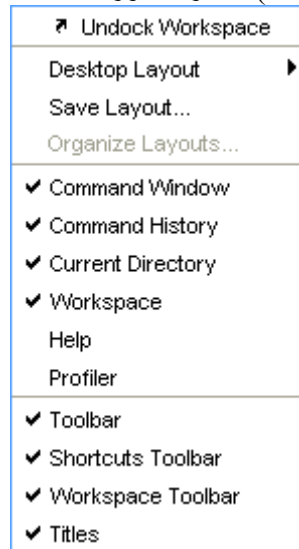 Undock Workspace
Desktop Layout
Save Layout...
Organize Layouts...
Command Window
Command History
Current Directory
Workspace
Help
Profiler
Toolbar
Shortcuts Toolbar
Workspace Toolbar
Titles